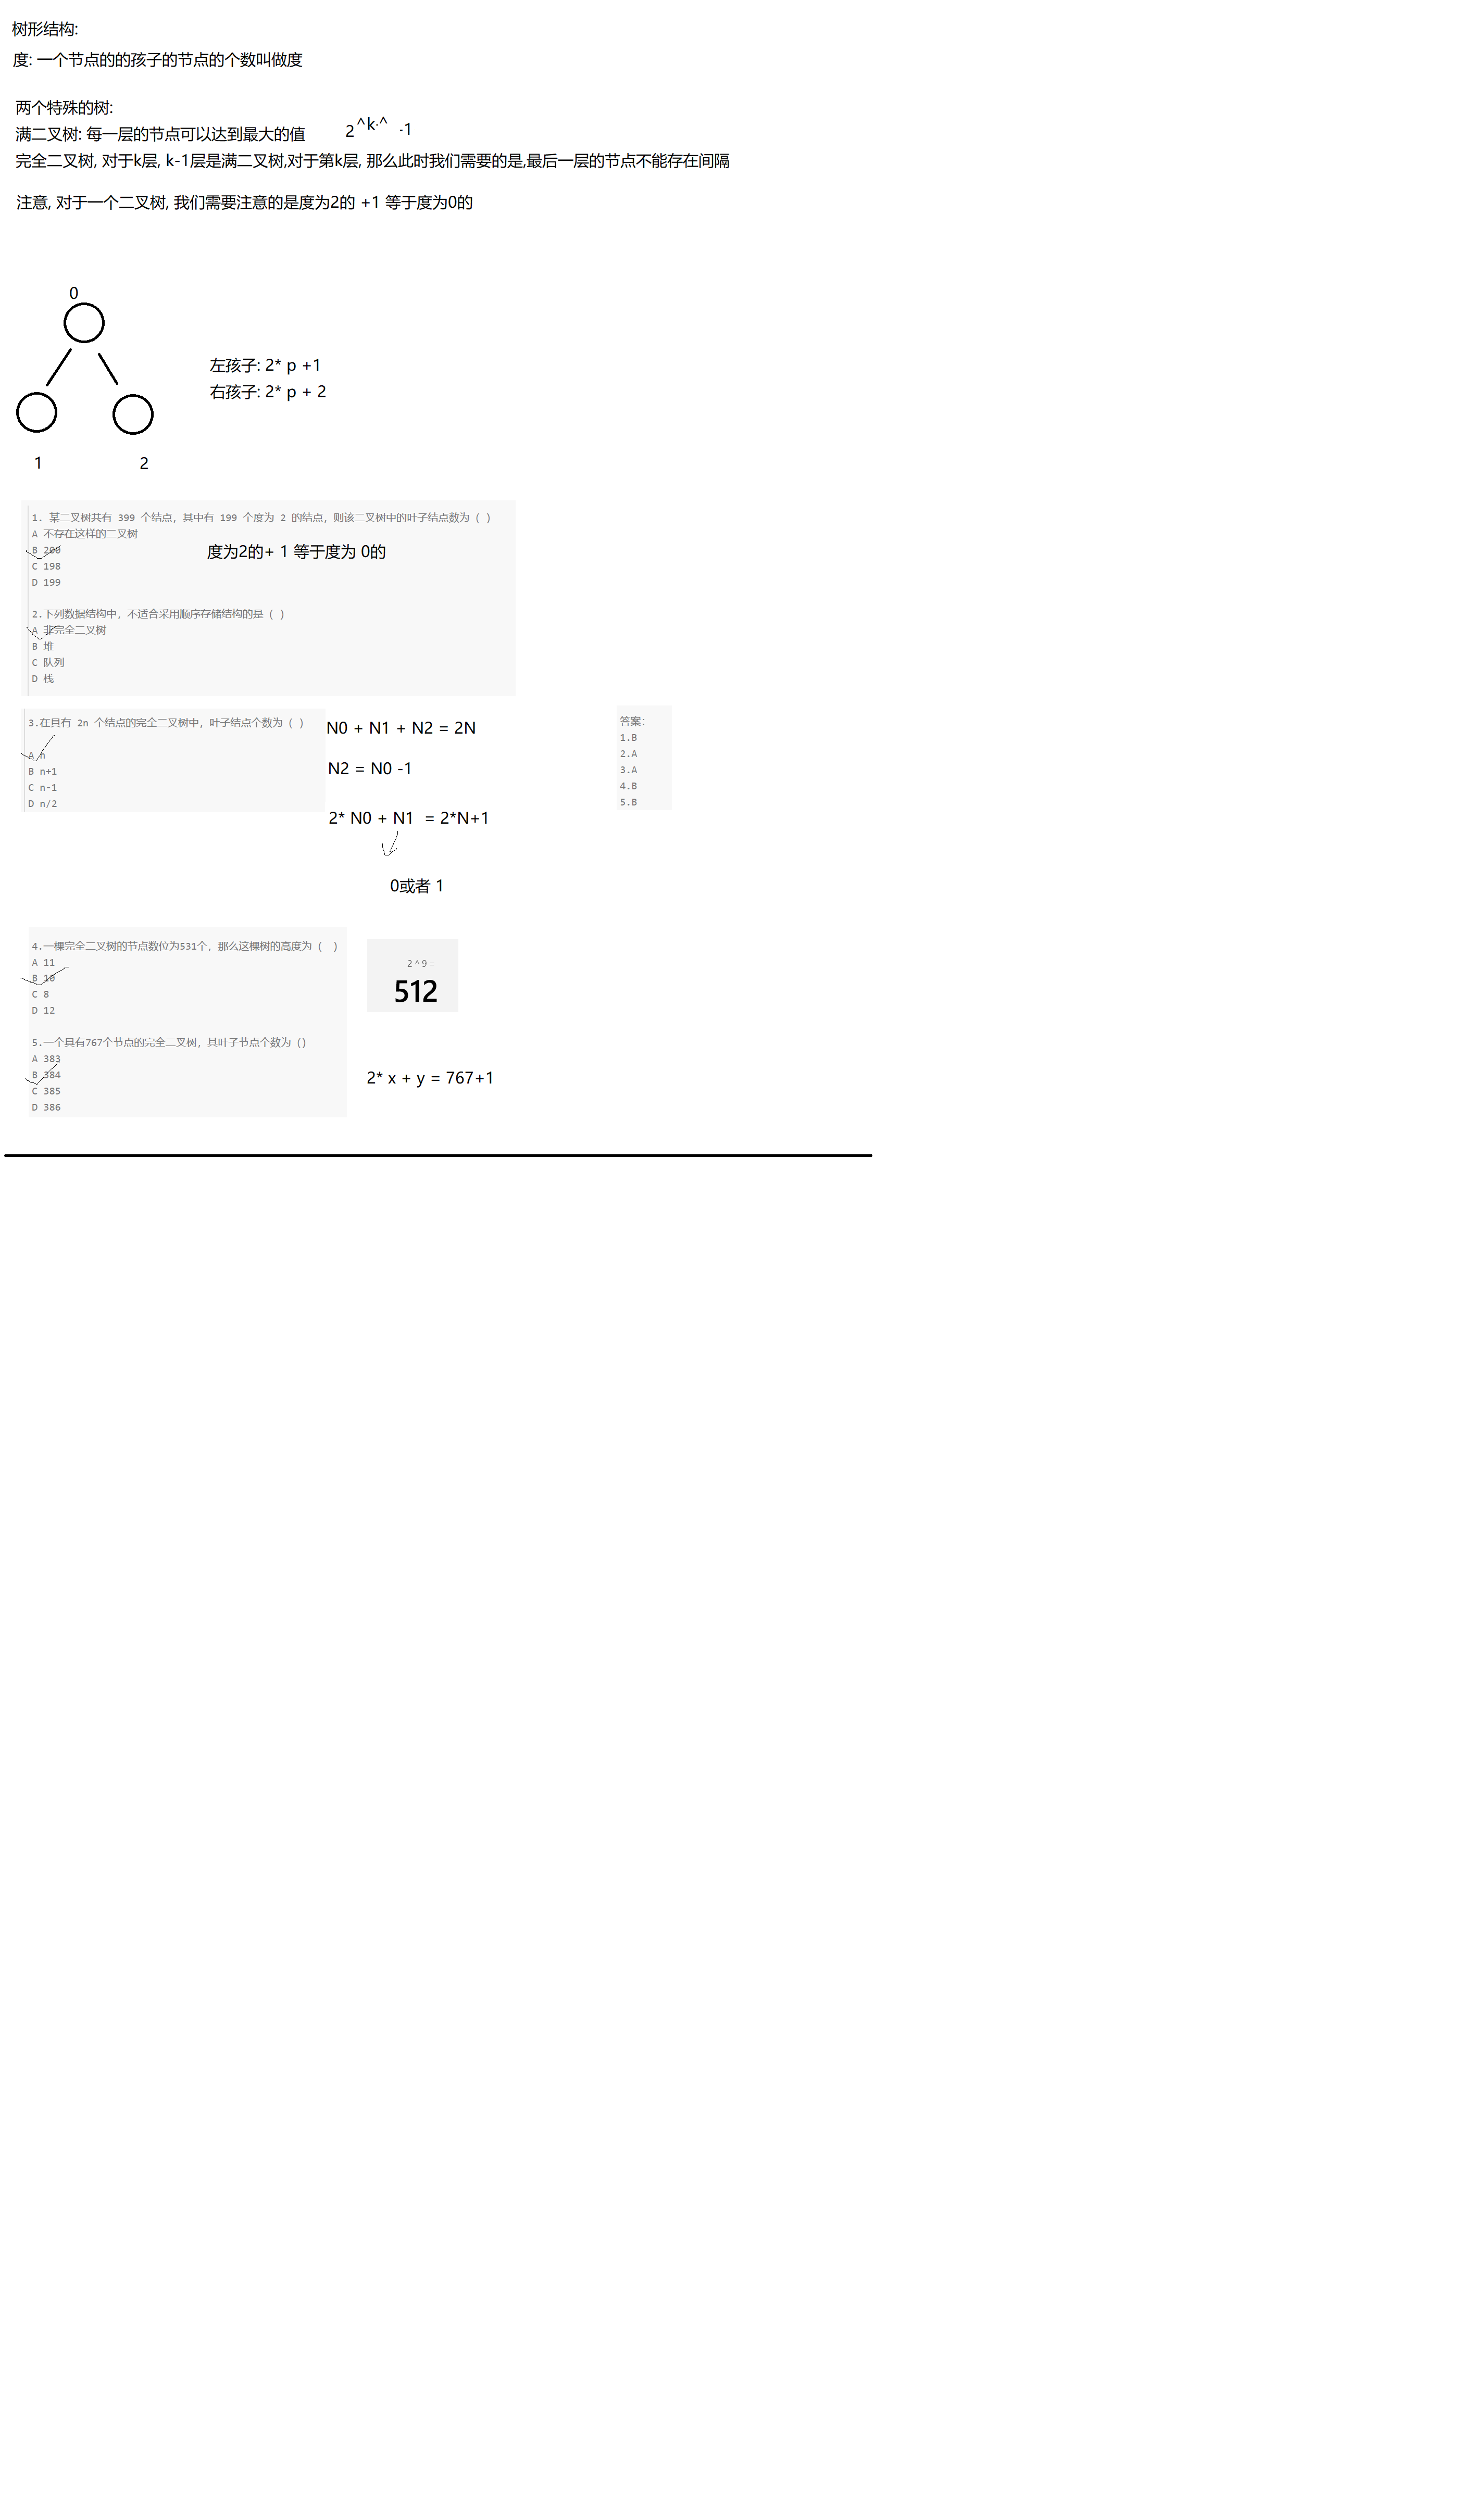 树形结构:
度: 一个节点的的孩子的节点的个数叫做度
两个特殊的树:
满二叉树: 每一层的节点可以达到最大的值 2^k·^ -1
完全二叉树, 对于k层, k-1层是满二叉树,对于第k层, 那么此时我们需要的是,最后一层的节点不能存在间隔
注意, 对于一个二叉树, 我们需要注意的是度为2的 +1 等于度为0的
0
左孩子: 2* p +1
右孩子: 2* p + 2
1 2
1. 某二叉树共有 399 个结点，其中有 199 个度为 2 的结点，则该二叉树中的叶子结点数为（ ）
A 不存在这样的二叉树
B 200
度为2的+ 1 等于度为 0的
C 198
D 199
2.下列数据结构中，不适合采用顺序存储结构的是（ ）
A 非完全二叉树
B 堆
C 队列
D 栈
3.在具有 2n 个结点的完全二叉树中，叶子结点个数为（ ）
A n
B n+1
C n-1
D n/2
N0 + N1 + N2 = 2N
N2 = N0 -1
2* N0 + N1 = 2*N+1
0或者 1
答案：
1.B
2.A
3.A
4.B
5.B
4.一棵完全二叉树的节点数位为531个，那么这棵树的高度为（ ）
A 11
B 10
C 8
D 12
2 ^ 9 =
512
5.一个具有767个节点的完全二叉树，其叶子节点个数为（）
A 383
B 384
C 385
D 386
2* x + y = 767+1